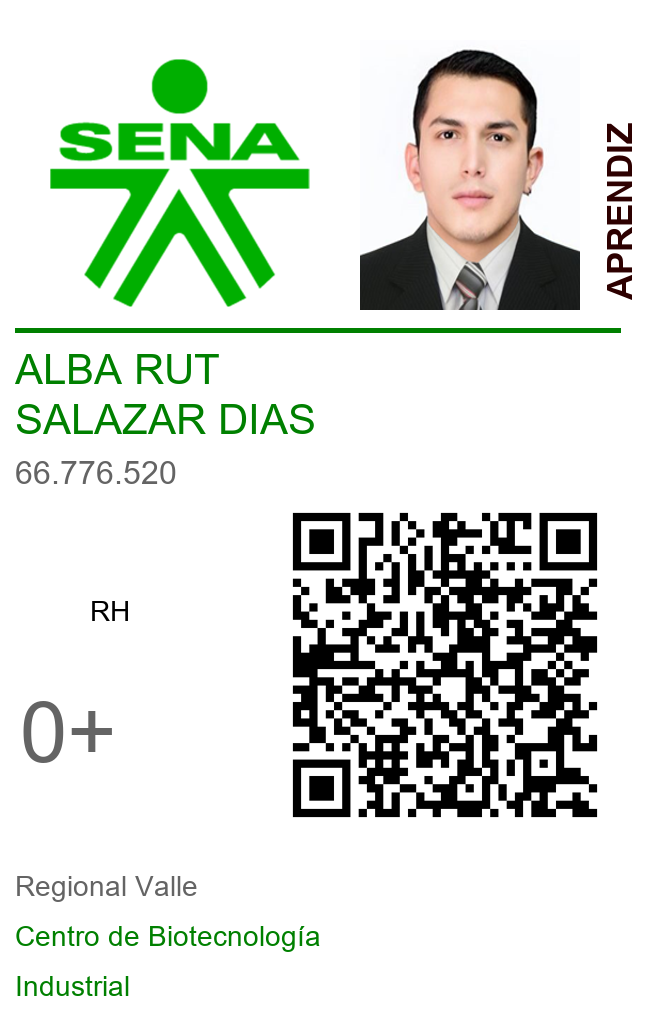 SENA
APRENDIZ
ALBA RUT
SALAZAR DIAS
66.776.520
RH
0+
Regional Valle
Centro de Biotecnología
Industrial